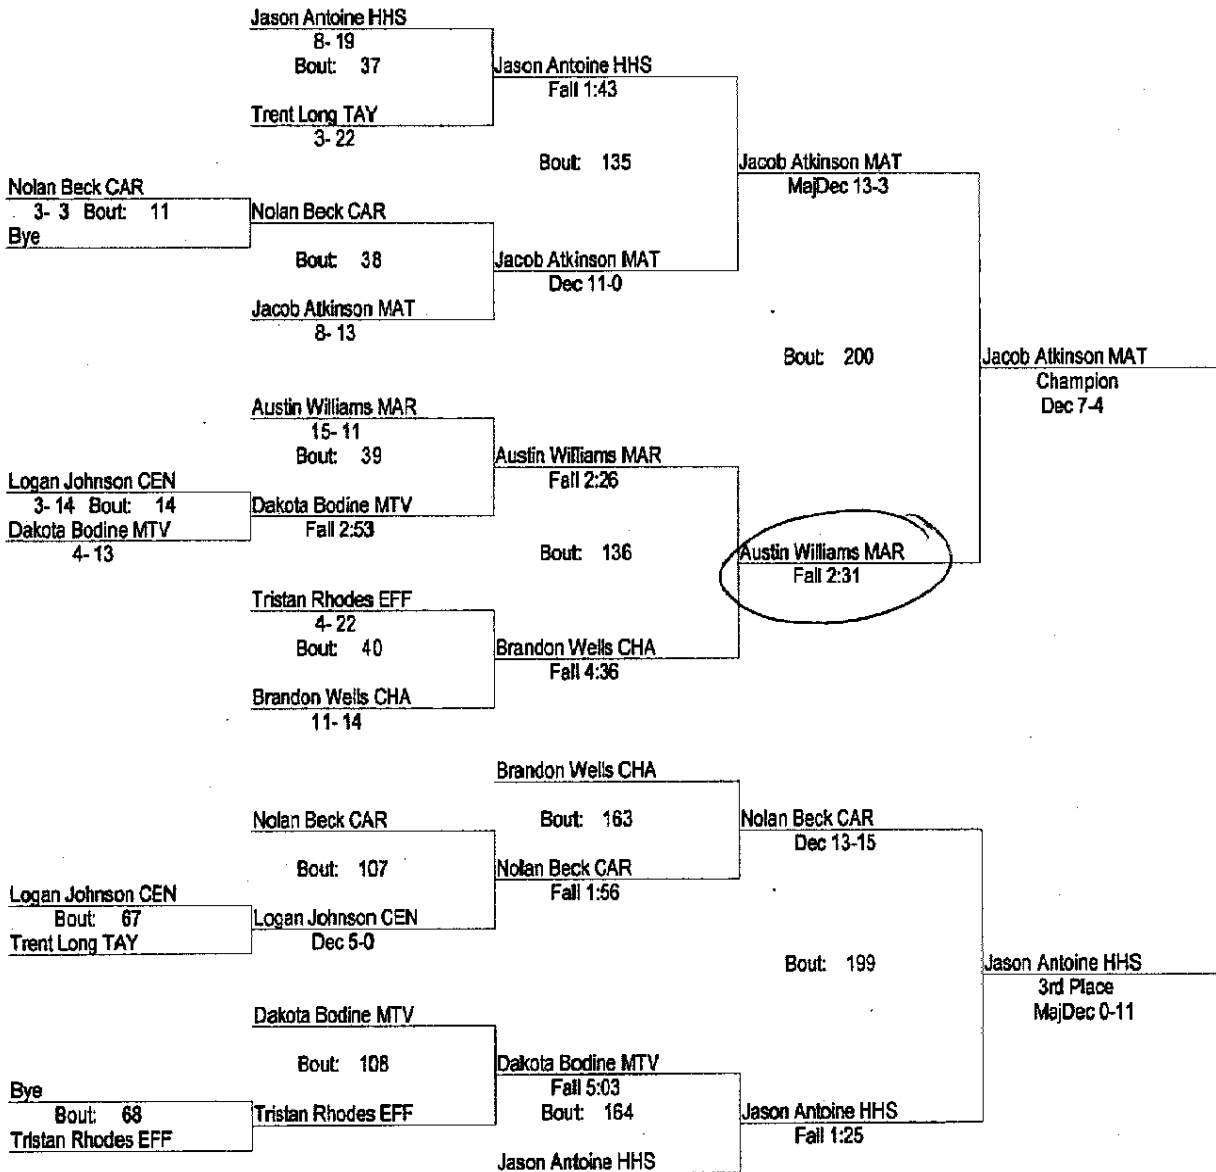 Jason Antoine HHS
8- 19
Bout: 37
Jason Antoine HHS
Fall 1:43
Trent Long TAY
3- 22
Bout: 135
Jacob Atkinson MAT
MajDec 13-3
Nolan Beck CAR
3- 3 Bout: 11
Bye
Nolan Beck CAR
Bout: 38
Jacob Atkinson MAT
Dec 11-0
Jacob Atkinson MAT
8- 13
Bout: 200
Jacob Atkinson MAT
Champion
Dec 7-4
Austin Williams MAR
15- 11
Bout: 39
Austin Williams MAR
Fall 2:26
Logan Johnson CEN
3- 14 Bout: 14
Dakota Bodine MTV
4- 13
Dakota Bodine MTV
Fall 2:53
Bout: 136
Austin Williams MAR
Fall 2:31
Tristan Rhodes EFF
4- 22
Bout: 40
Brandon Wells CHA
Fall 4:36
Brandon Wells CHA
11- 14
Brandon Wells CHA
Bout: 163
Nolan Beck CAR
Dec 13-15
Nolan Beck CAR
Bout: 107
Nolan Beck CAR
Fall 1:56
Logan Johnson CEN
Bout: 67
Trent Long TAY
Logan Johnson CEN
Dec 5-0
Bout: 199
Jason Antoine HHS
3rd Place
MajDec 0-11
Dakota Bodine MTV
Bout: 108
Dakota Bodine MTV
Fall 5:03
Bout: 164
Bye
Bout: 68
Tristan Rhodes EFF
Tristan Rhodes EFF
Jason Antoine HHS
Fall 1:25
Jason Antoine HHS